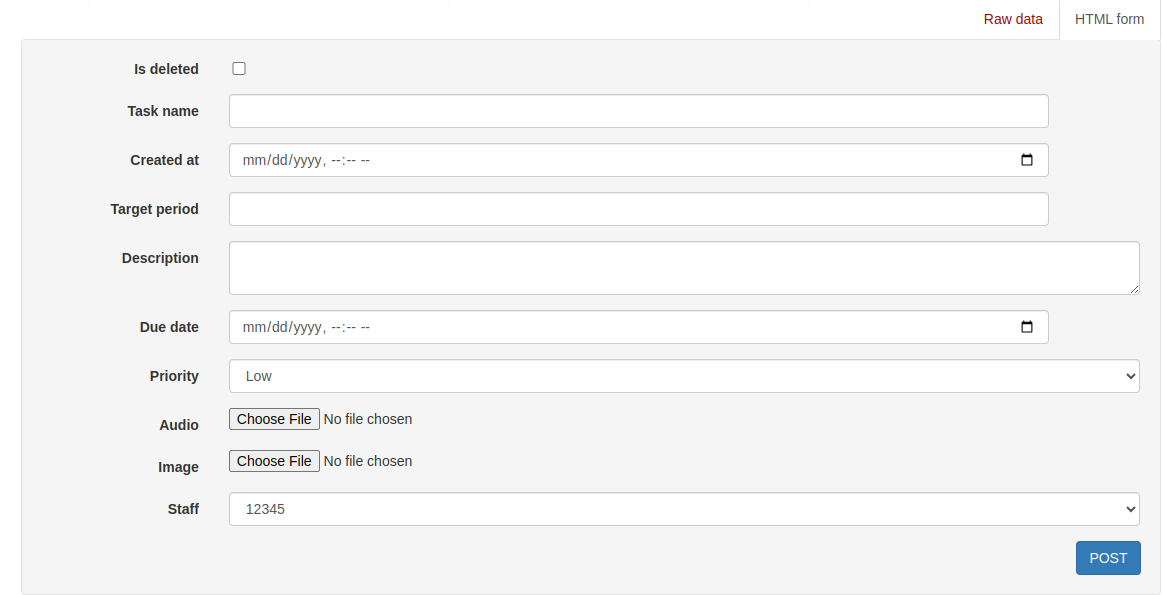 Raw data HTML form
Is deleted
Task name
Created at mm/dd/yyyy, --:-- --
Target period
Description
Due date mm/dd/yyyy, --:-- --
Priority Low
Audio Choose File No file chosen
Image Choose File No file chosen
Staff 12345
POST